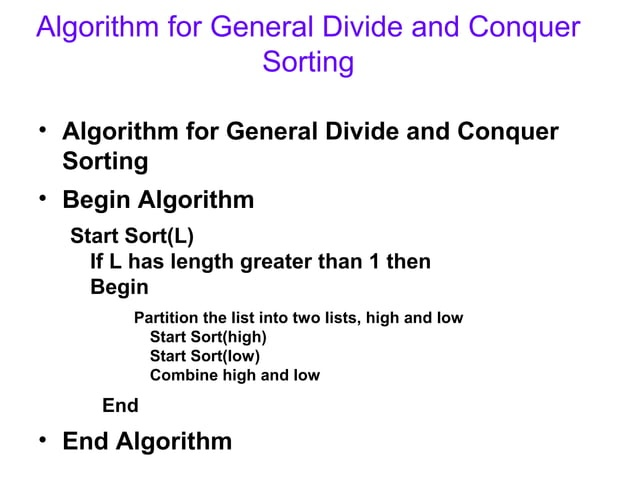 Algorithm for General Divide and Conquer
Sorting
• Algorithm for General Divide and Conquer
Sorting
• Begin Algorithm
Start Sort(L)
If L has length greater than 1 then
Begin
Partition the list into two lists, high and low
Start Sort(high)
Start Sort(low)
Combine high and low
End
• End Algorithm